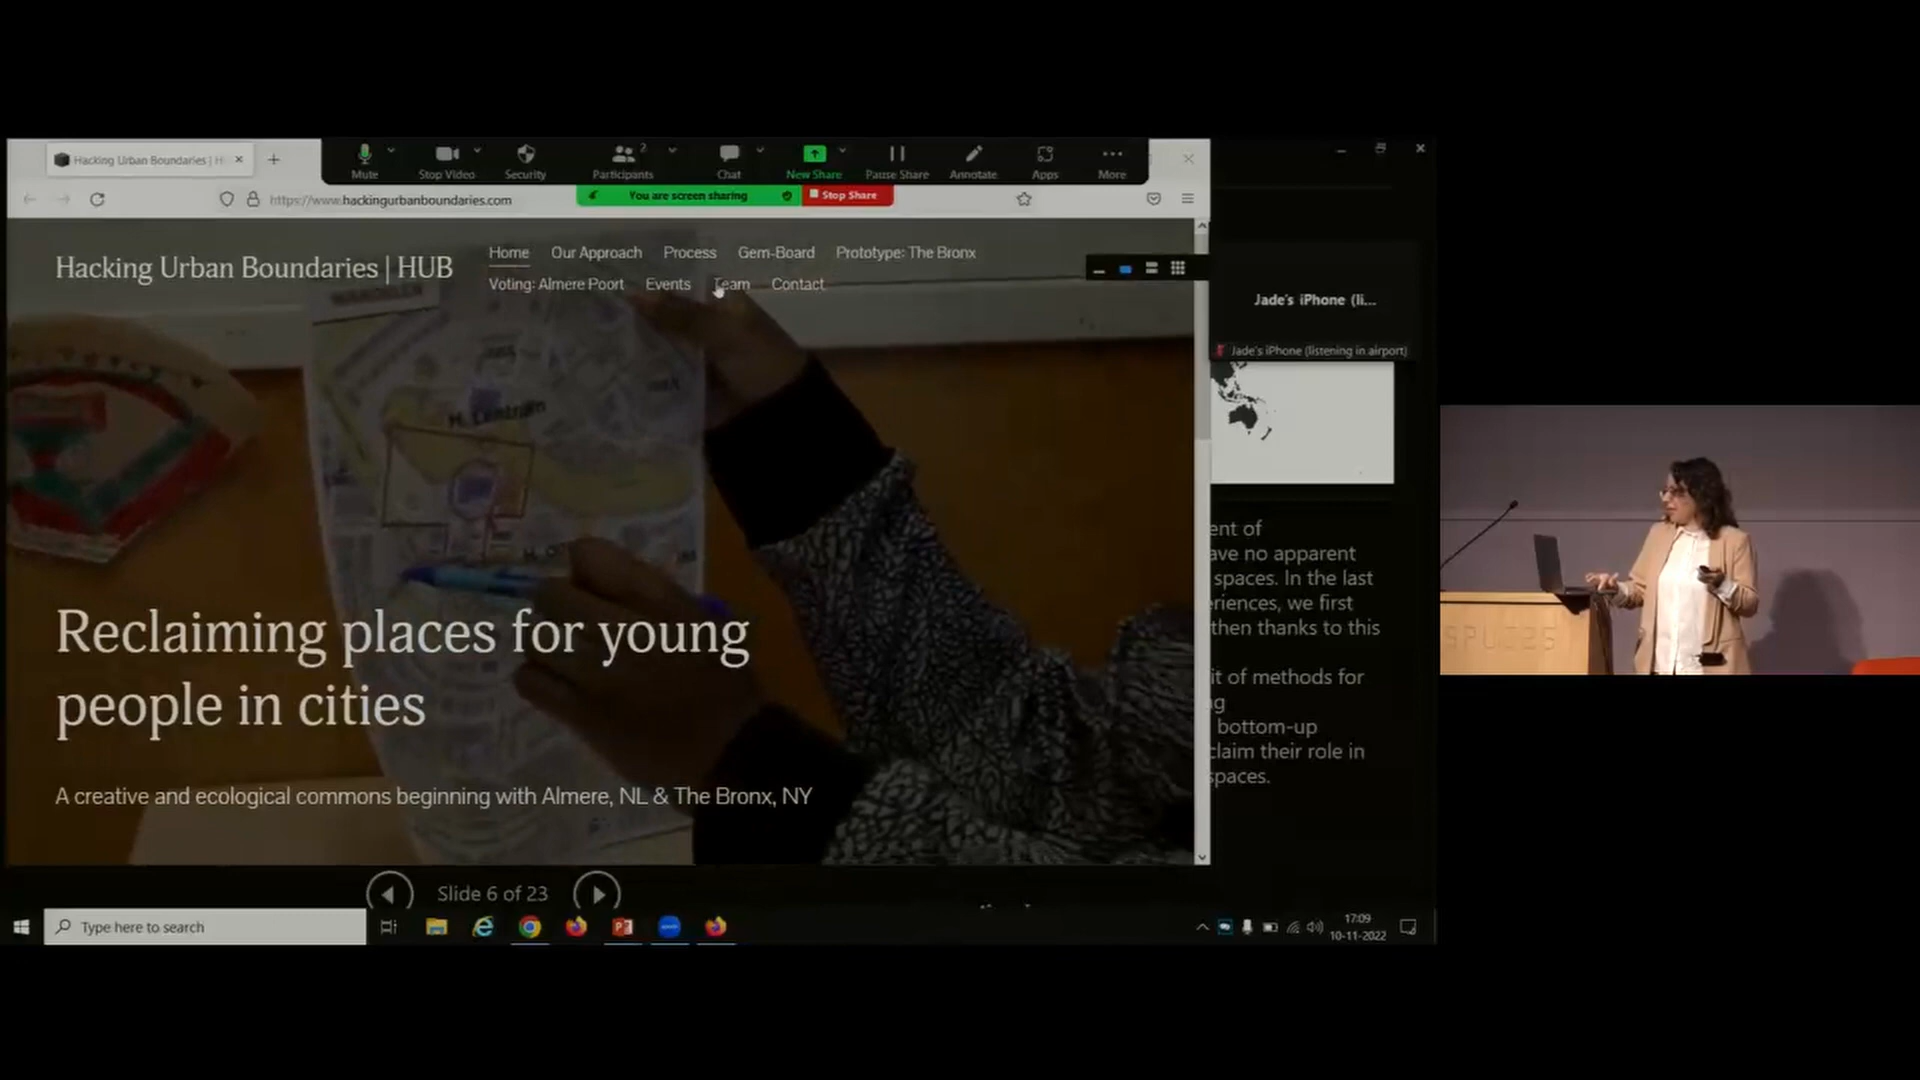 Hacking Urban Boundaries | H
Mute
Stop Video
Security
2
Participants
Chat
New Share
Pause Share
Annotate
Apps
More
https://www.hackingurbanboundaries.com
You are screen sharing
Stop Share
Hacking Urban Boundaries | HUB
Home Our Approach Process Gem-Board Prototype: The Bronx
Voting: Almere Poort Events Team Contact
Jade's iPhone (li...
Jade's iPhone (listening in airport)
Reclaiming places for young
people in cities
A creative and ecological commons beginning with Almere, NL & The Bronx, NY
ent of
ave no apparent
spaces. In the last
eriences, we first
then thanks to this
it of methods for
g
bottom-up
claim their role in
spaces.
Slide 6 of 23
Type here to search
17:09
10-11-2022